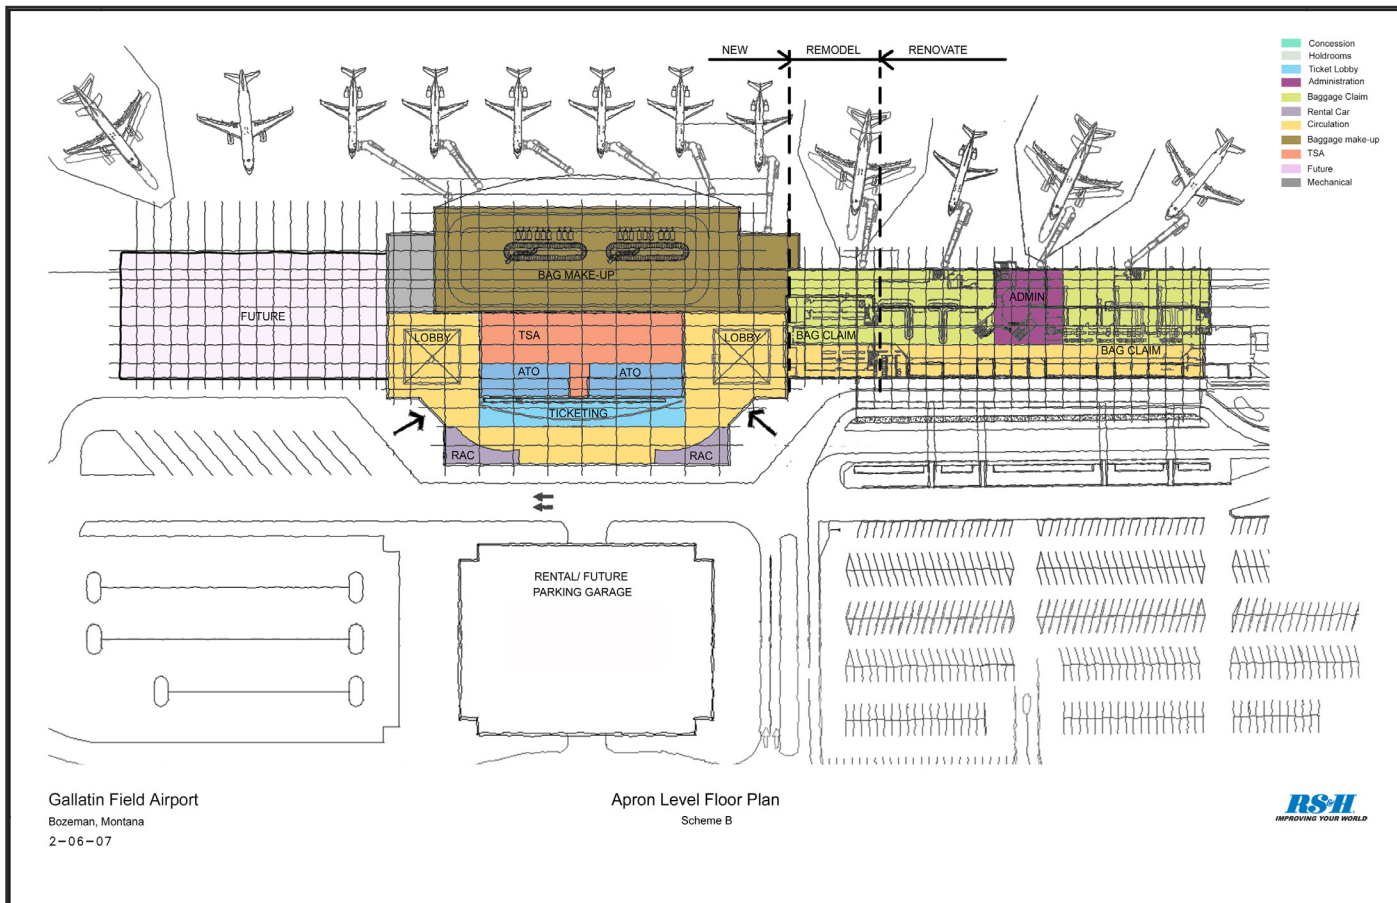 NEW
REMODEL
RENOVATE
Concession
Holdrooms
Ticket Lobby
Administration
Baggage Claim
Rental Car
Circulation
Baggage make-up
TSA
Future
Mechanical
BAG MAKE-UP
FUTURE
ADMIN
LOBBY
TSA
LOBBY
BAG CLAIM
BAG CLAIM
ATO
ATO
TICKETING
RAC
RAC
RENTAL/ FUTURE
PARKING GARAGE
Gallatin Field Airport
Bozeman, Montana
2-06-07
Apron Level Floor Plan
Scheme B
RS&H
IMPROVING YOUR WORLD